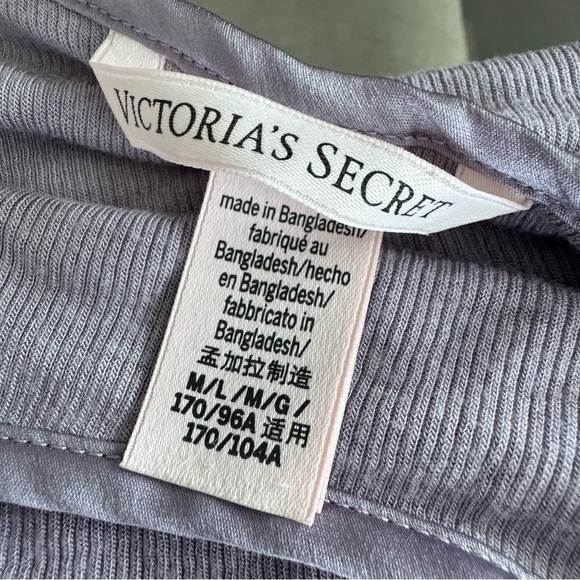 VICTORIA'S SECRET
made in Bangladesh/
fabriqué au
Bangladesh/hecho
en Bangladesh/
fabbricato in
Bangladesh/
孟加拉制造
M/L/M/G/
170/96A 适用
170/104A